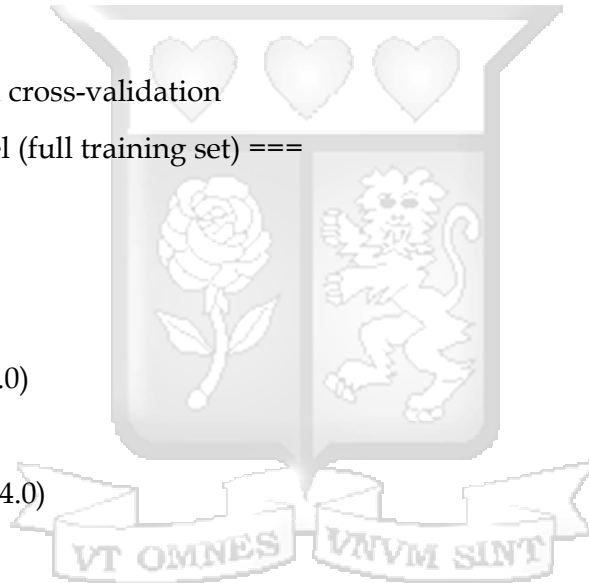 cross-validation
l (full training set) ===
.0)
4.0)
VT OMNES VNVM SINT